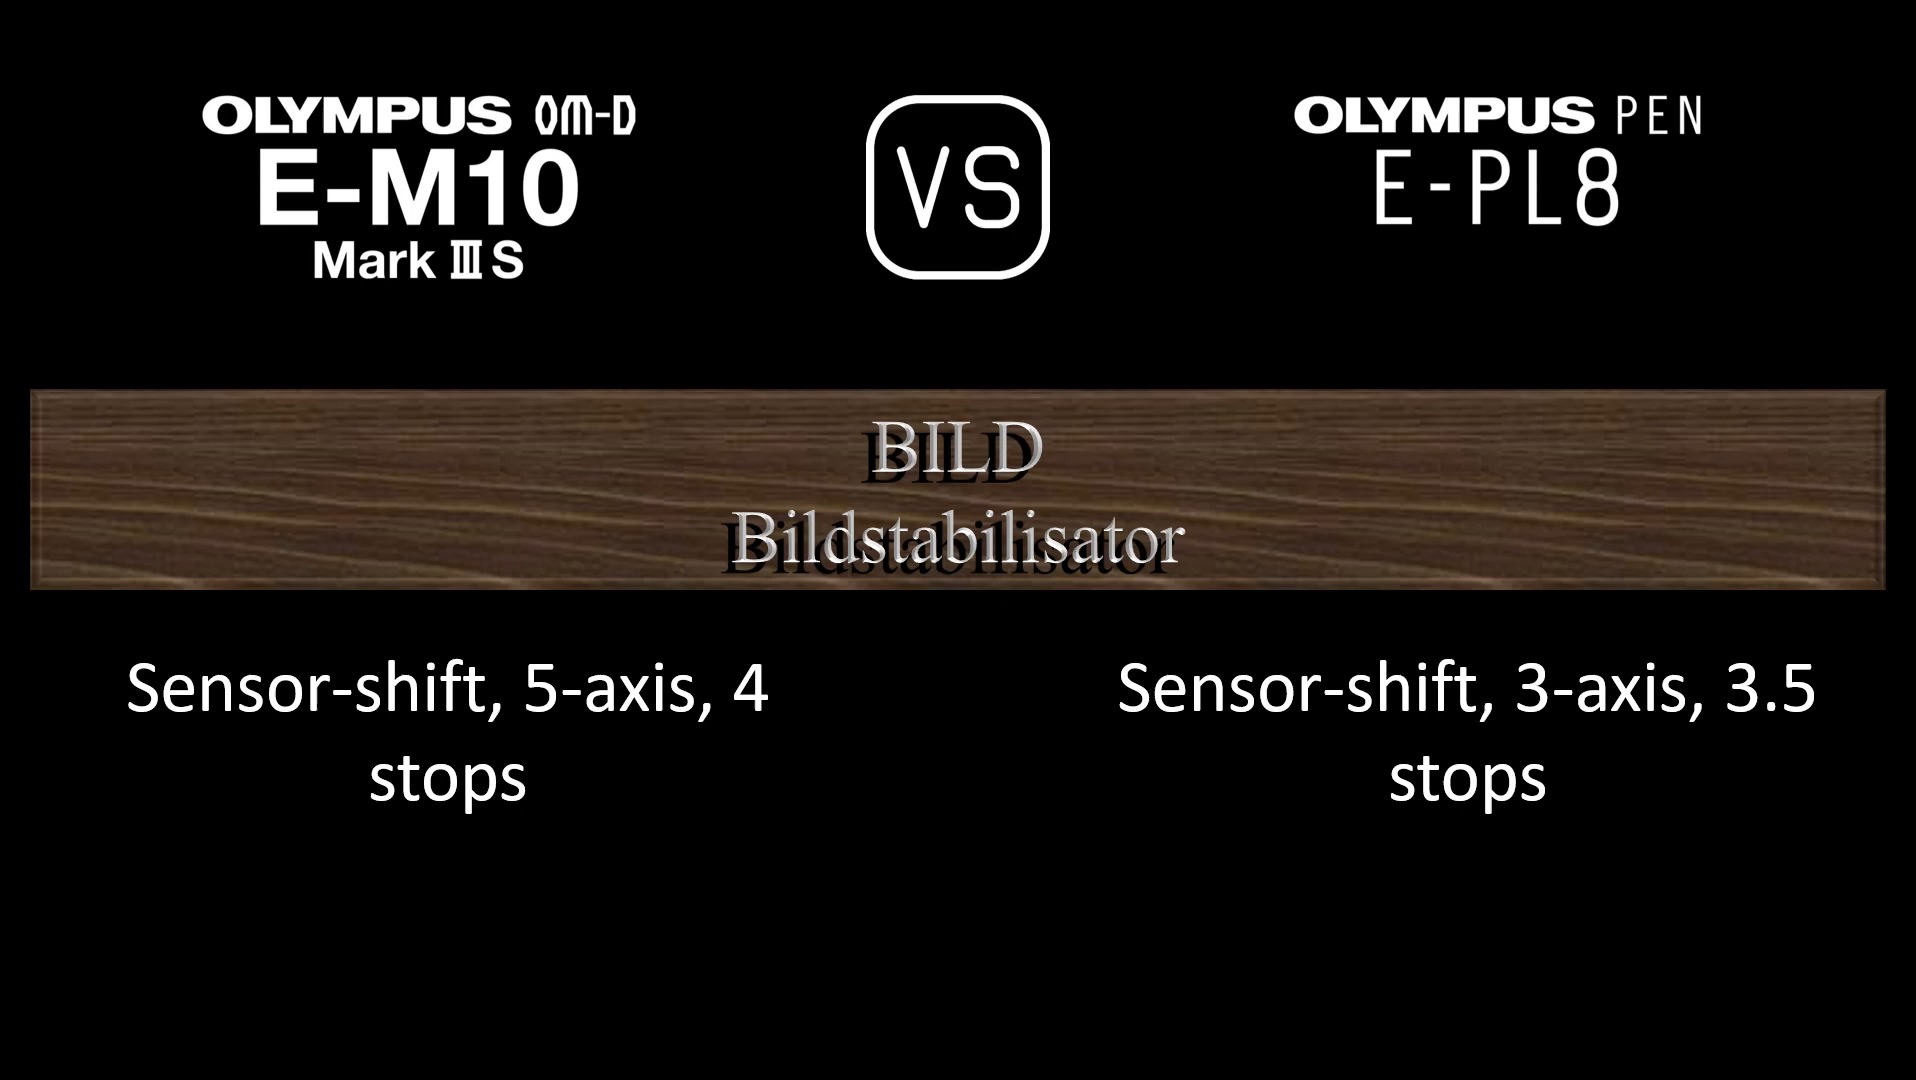 OLYMPUS OM-D
E-M10
Mark III S
VS
OLYMPUS PEN
E-PL8
BILD
Bildstabilisator
Sensor-shift, 5-axis, 4
stops
Sensor-shift, 3-axis, 3.5
stops